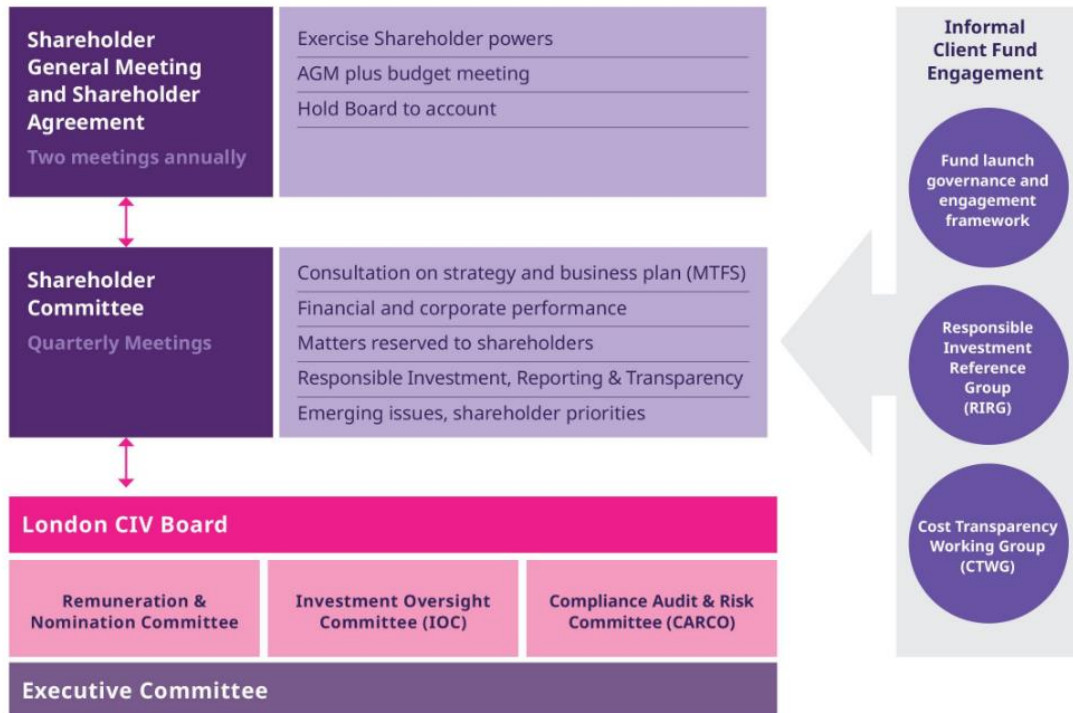 Shareholder
General Meeting
and Shareholder
Agreement
Two meetings annually
Exercise Shareholder powers
AGM plus budget meeting
Hold Board to account
Shareholder
Committee
Quarterly Meetings
Consultation on strategy and business plan (MTFS)
Financial and corporate performance
Matters reserved to shareholders
Responsible Investment, Reporting & Transparency
Emerging issues, shareholder priorities
London CIV Board
Remuneration &
Nomination Committee
Investment Oversight
Committee (IOC)
Compliance Audit & Risk
Committee (CARCO)
Executive Committee
Informal
Client Fund
Engagement
Fund launch
governance and
engagement
framework
Responsible
Investment
Reference
Group
(RIRG)
Cost Transparency
Working Group
(CTWG)